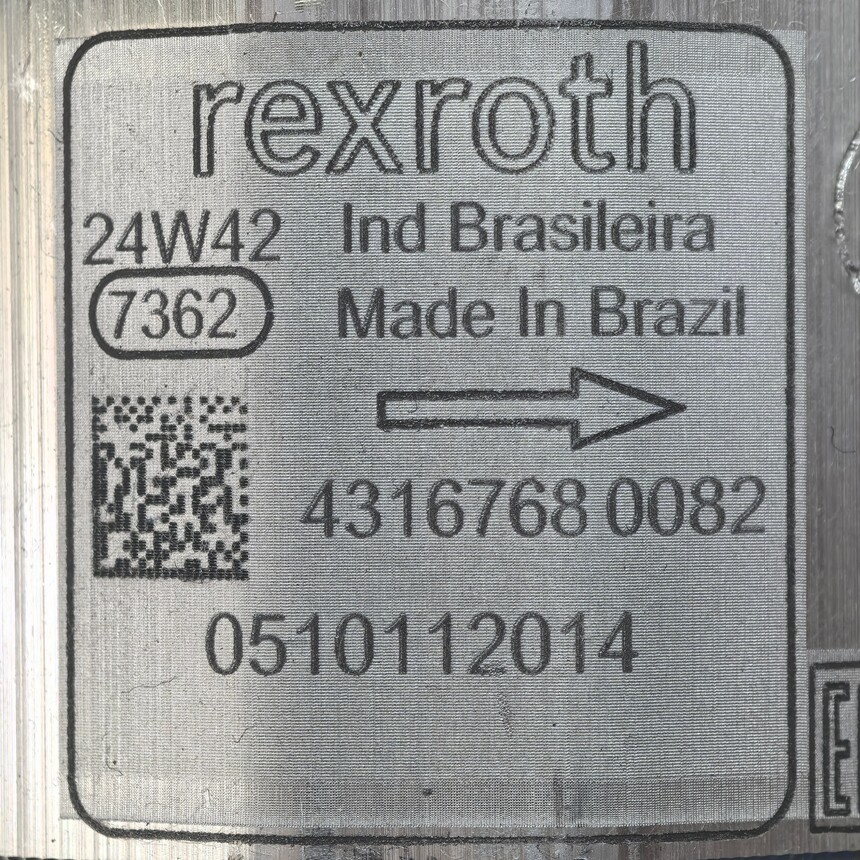 rexroth
24W42
Ind Brasileira
7362
Made In Brazil
4316768 0082
0510112014
E